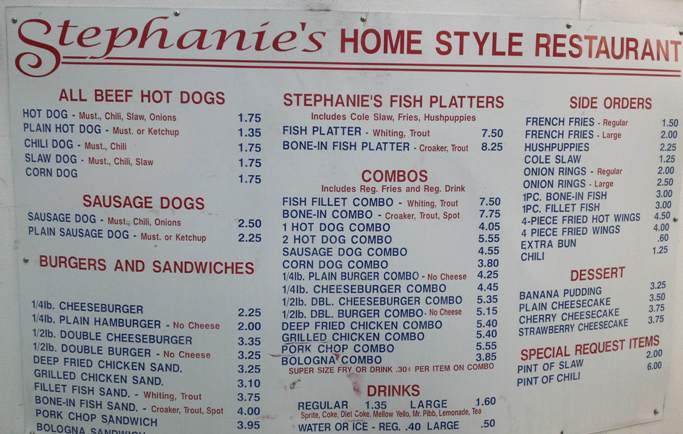 Stephanie's HOME STYLE RESTAURANT
ALL BEEF HOT DOGS
HOT DOG - Must., Chili, Slaw, Onions 1.75
PLAIN HOT DOG - Must. or Ketchup 1.35
CHILI DOG - Must., Chili 1.75
SLAW DOG - Must., Chili, Slaw 1.75
CORN DOG 1.75
SAUSAGE DOGS
SAUSAGE DOG - Must., Chili, Onions 2.50
PLAIN SAUSAGE DOG - Must. or Ketchup 2.25
BURGERS AND SANDWICHES
1/4lb. CHEESEBURGER 2.25
1/4lb. PLAIN HAMBURGER - No Cheese 2.00
1/2lb. DOUBLE CHEESEBURGER 3.35
1/2lb. DOUBLE BURGER - No Cheese 3.25
DEEP FRIED CHICKEN SAND. 3.25
GRILLED CHICKEN SAND. 3.10
FILLET FISH SAND. - Whiting, Trout 3.75
BONE-IN FISH SAND. - Croaker, Trout, Spot 4.00
PORK CHOP SANDWICH 3.95
BOLOGNA SANDWICH
STEPHANIE'S FISH PLATTERS
Includes Cole Slaw, Fries, Hushpuppies
FISH PLATTER - Whiting, Trout 7.50
BONE-IN FISH PLATTER - Croaker, Trout 8.25
COMBOS
Includes Reg. Fries and Reg. Drink
FISH FILLET COMBO - Whiting, Trout 7.50
BONE-IN COMBO - Croaker, Trout, Spot 7.75
1 HOT DOG COMBO 4.05
2 HOT DOG COMBO 5.55
SAUSAGE DOG COMBO 4.55
CORN DOG COMBO 3.80
1/4lb. PLAIN BURGER COMBO - No Cheese 4.25
1/4lb. CHEESEBURGER COMBO 4.45
1/2lb. DBL. CHEESEBURGER COMBO 5.35
1/2lb. DBL. BURGER COMBO - No Cheese 5.15
DEEP FRIED CHICKEN COMBO 5.40
GRILLED CHICKEN COMBO 5.40
PORK CHOP COMBO 5.55
BOLOGNA COMBO 3.85
SUPER SIZE FRY OR DRINK .30¢ PER ITEM ON COMBO
DRINKS
REGULAR 1.35 LARGE 1.60
Sprite, Coke, Diet Coke, Mellow Yello, Mr. Pibb, Lemonade, Tea
WATER OR ICE - REG. .40 LARGE .50
SIDE ORDERS
FRENCH FRIES - Regular 1.50
FRENCH FRIES - Large 2.00
HUSHPUPPIES 2.25
COLE SLAW 1.25
ONION RINGS - Regular 2.00
ONION RINGS - Large 2.50
1PC. BONE-IN FISH 3.00
1PC. FILLET FISH 3.00
4-PIECE FRIED HOT WINGS 4.50
4 PIECE FRIED WINGS 4.00
EXTRA BUN .60
CHILI 1.25
DESSERT
BANANA PUDDING 3.25
PLAIN CHEESECAKE 3.50
CHERRY CHEESECAKE 3.75
STRAWBERRY CHEESECAKE 3.75
SPECIAL REQUEST ITEMS
PINT OF SLAW 2.00
PINT OF CHILI 6.00